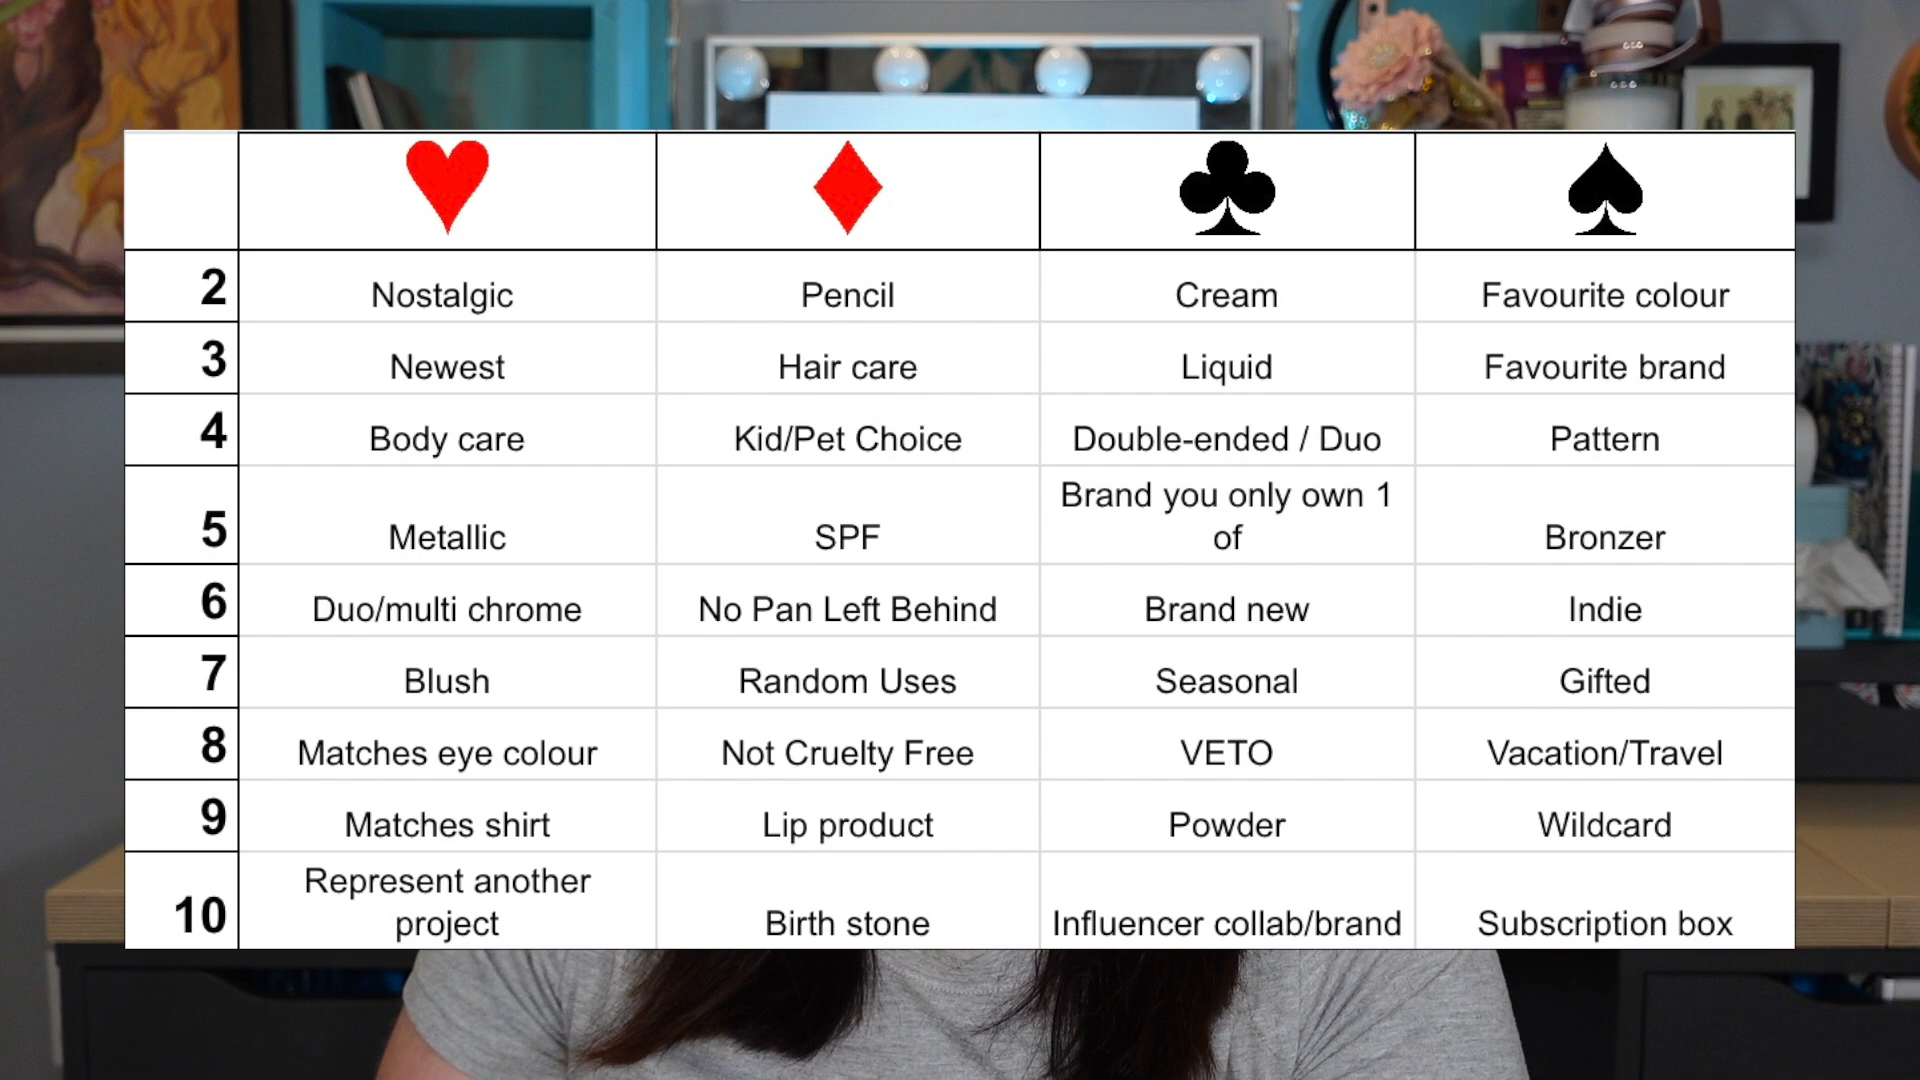 2 Nostalgic Pencil Cream Favourite colour
3 Newest Hair care Liquid Favourite brand
4 Body care Kid/Pet Choice Double-ended / Duo Pattern
5 Metallic SPF Brand you only own 1
of Bronzer
6 Duo/multi chrome No Pan Left Behind Brand new Indie
7 Blush Random Uses Seasonal Gifted
8 Matches eye colour Not Cruelty Free VETO Vacation/Travel
9 Matches shirt Lip product Powder Wildcard
10 Represent another
project Birth stone Influencer collab/brand Subscription box